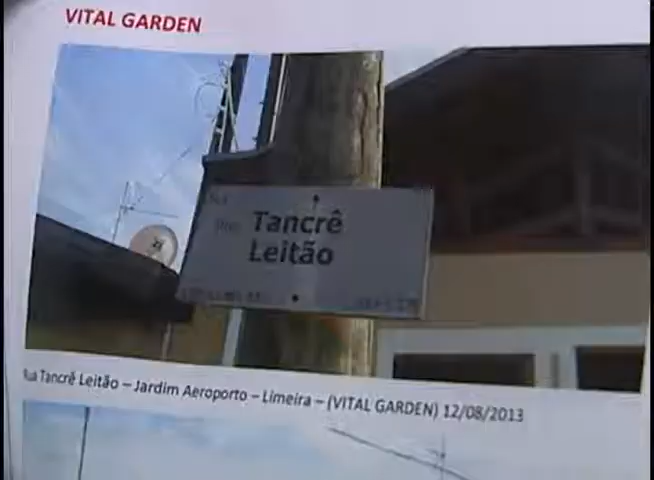 VITAL GARDEN
Tancrê
Leitão
Rua Tancrê Leitão – Jardim Aeroporto – Limeira – (VITAL GARDEN) 12/08/2013